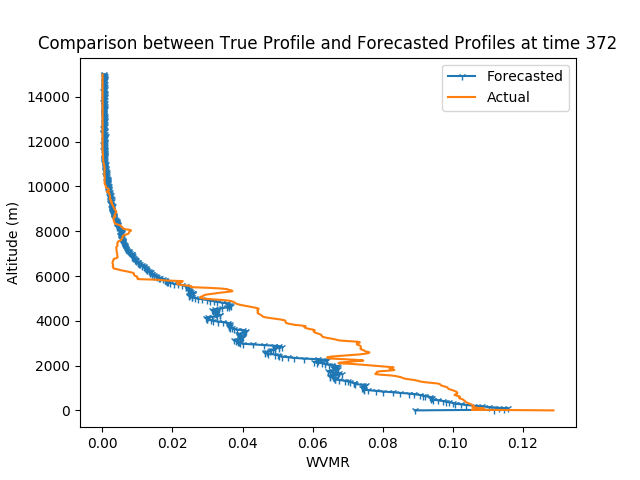 Comparison between True Profile and Forecasted Profiles at time 372
Forecasted
Actual
14000
12000
10000
8000
6000
4000
2000
0
Altitude (m)
0.00 0.02 0.04 0.06 0.08 0.10 0.12
WVMR